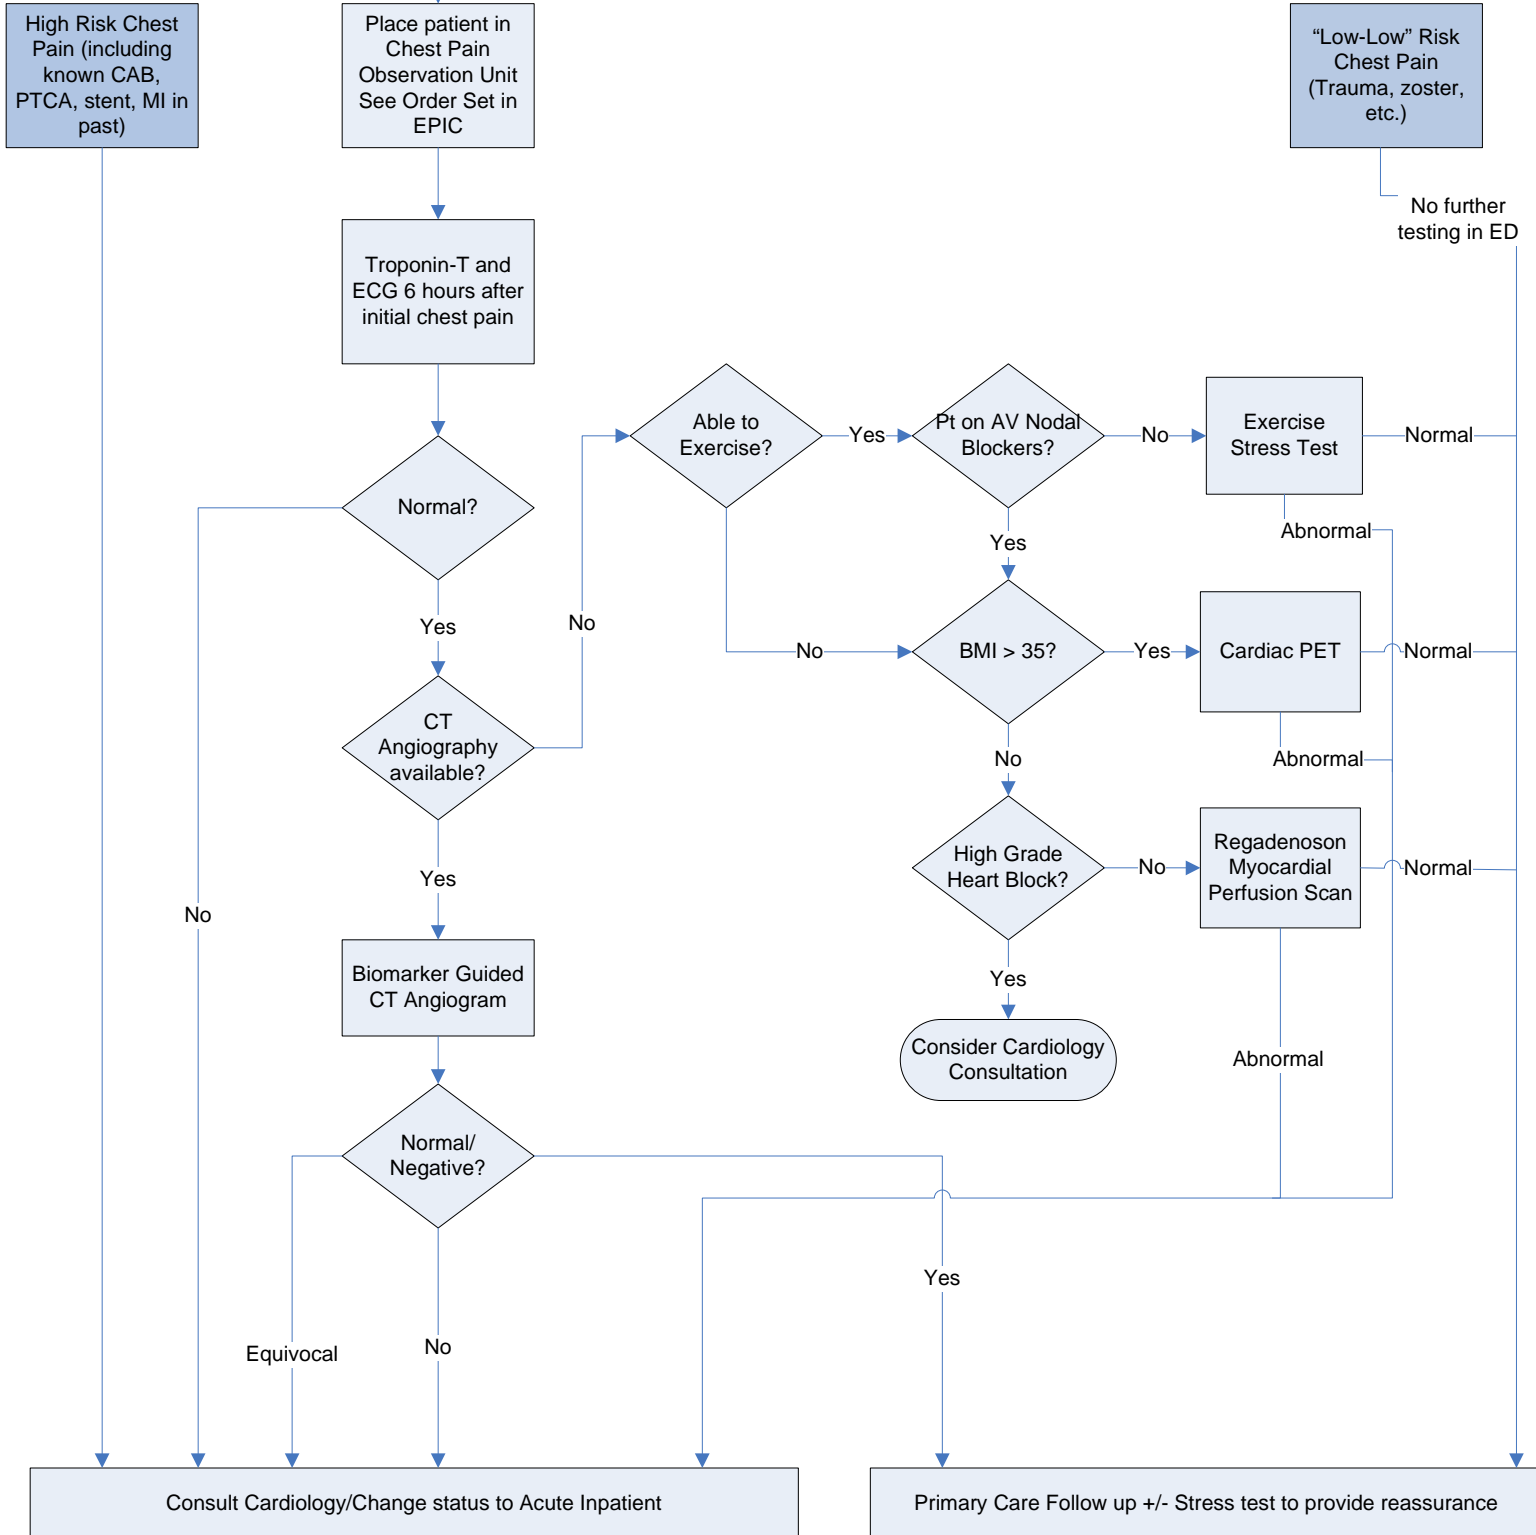 High Risk Chest
Pain (including
known CAB,
PTCA, stent, MI in
past)
Place patient in
Chest Pain
Observation Unit
See Order Set in
EPIC
“Low-Low” Risk
Chest Pain
(Trauma, zoster,
etc.)
No further
testing in ED
Troponin-T and
ECG 6 hours after
initial chest pain
Able to
Exercise?
Yes
Pt on AV Nodal
Blockers?
No
Exercise
Stress Test
Normal
Normal?
Abnormal
Yes
Yes
No
No
BMI > 35?
Yes
Cardiac PET
Normal
CT
Angiography
available?
No
Abnormal
High Grade
Heart Block?
No
Regadenoson
Myocardial
Perfusion Scan
Normal
Yes
No
Biomarker Guided
CT Angiogram
Yes
Consider Cardiology
Consultation
Abnormal
Normal/
Negative?
Yes
Equivocal
No
Consult Cardiology/Change status to Acute Inpatient
Primary Care Follow up +/- Stress test to provide reassurance